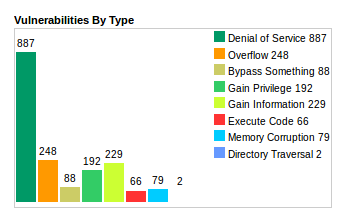 Vulnerabilities By Type
887
248
88
192
229
66
79
2
Denial of Service 887
Overflow 248
Bypass Something 88
Gain Privilege 192
Gain Information 229
Execute Code 66
Memory Corruption 79
Directory Traversal 2